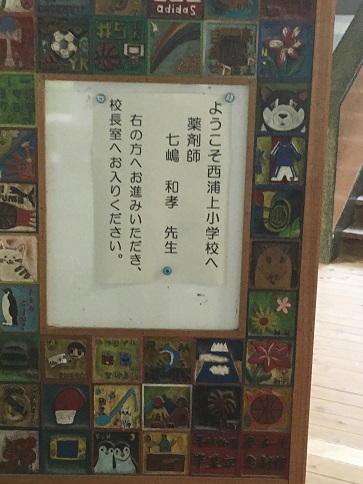 ようこそ西浦上小学校へ
薬剤師
七嶋 和孝 先生
右の方へお進みいただき、
校長室へお入りください。